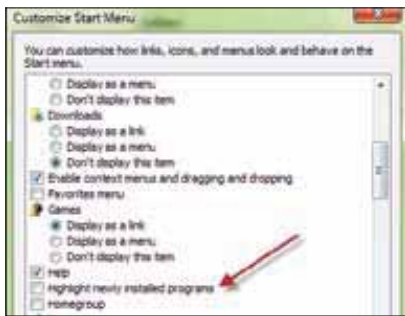 Customize Start Menu
You can customize how links, icons, and menus look and behave on the
Start menu.
Display as a menu
Don't display this item
Downloads
Display as a link
Display as a menu
Don't display this item
Enable context menus and dragging and dropping
Favorites menu
Games
Display as a link
Display as a menu
Don't display this item
Help
Highlight newly installed programs
Homegroup